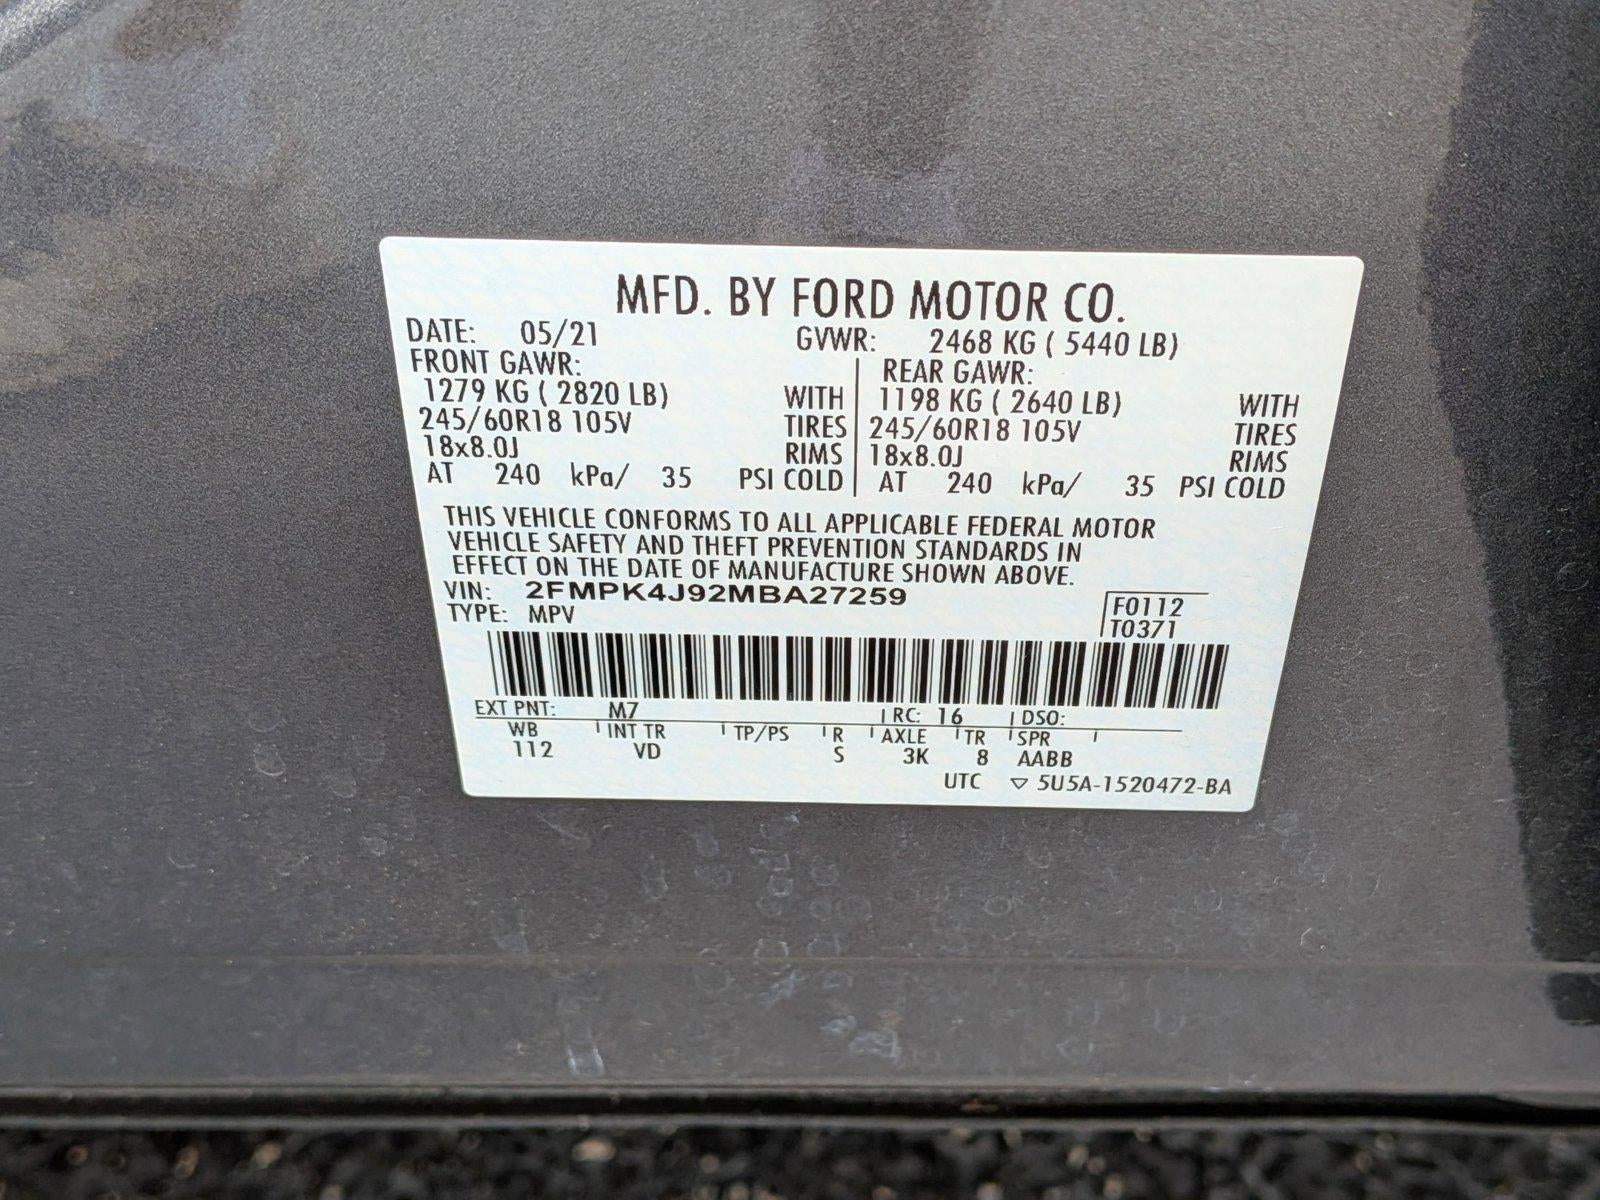 MFD. BY FORD MOTOR CO.
DATE: 05/21 GVWR: 2468 KG ( 5440 LB)
FRONT GAWR: REAR GAWR:
1279 KG ( 2820 LB) WITH 1198 KG ( 2640 LB) WITH
245/60R18 105V TIRES 245/60R18 105V TIRES
18x8.0J RIMS 18x8.0J RIMS
AT 240 kPa/ 35 PSI COLD AT 240 kPa/ 35 PSI COLD
THIS VEHICLE CONFORMS TO ALL APPLICABLE FEDERAL MOTOR
VEHICLE SAFETY AND THEFT PREVENTION STANDARDS IN
EFFECT ON THE DATE OF MANUFACTURE SHOWN ABOVE.
VIN: 2FMPK4J92MBA27259 F0112
TYPE: MPV T0371
EXT PNT: M7 RC: 16 DSO:
WB INT TR TP/PS R AXLE TR SPR
112 VD S 3K 8 AABB
UTC ▽ 5U5A-1520472-BA